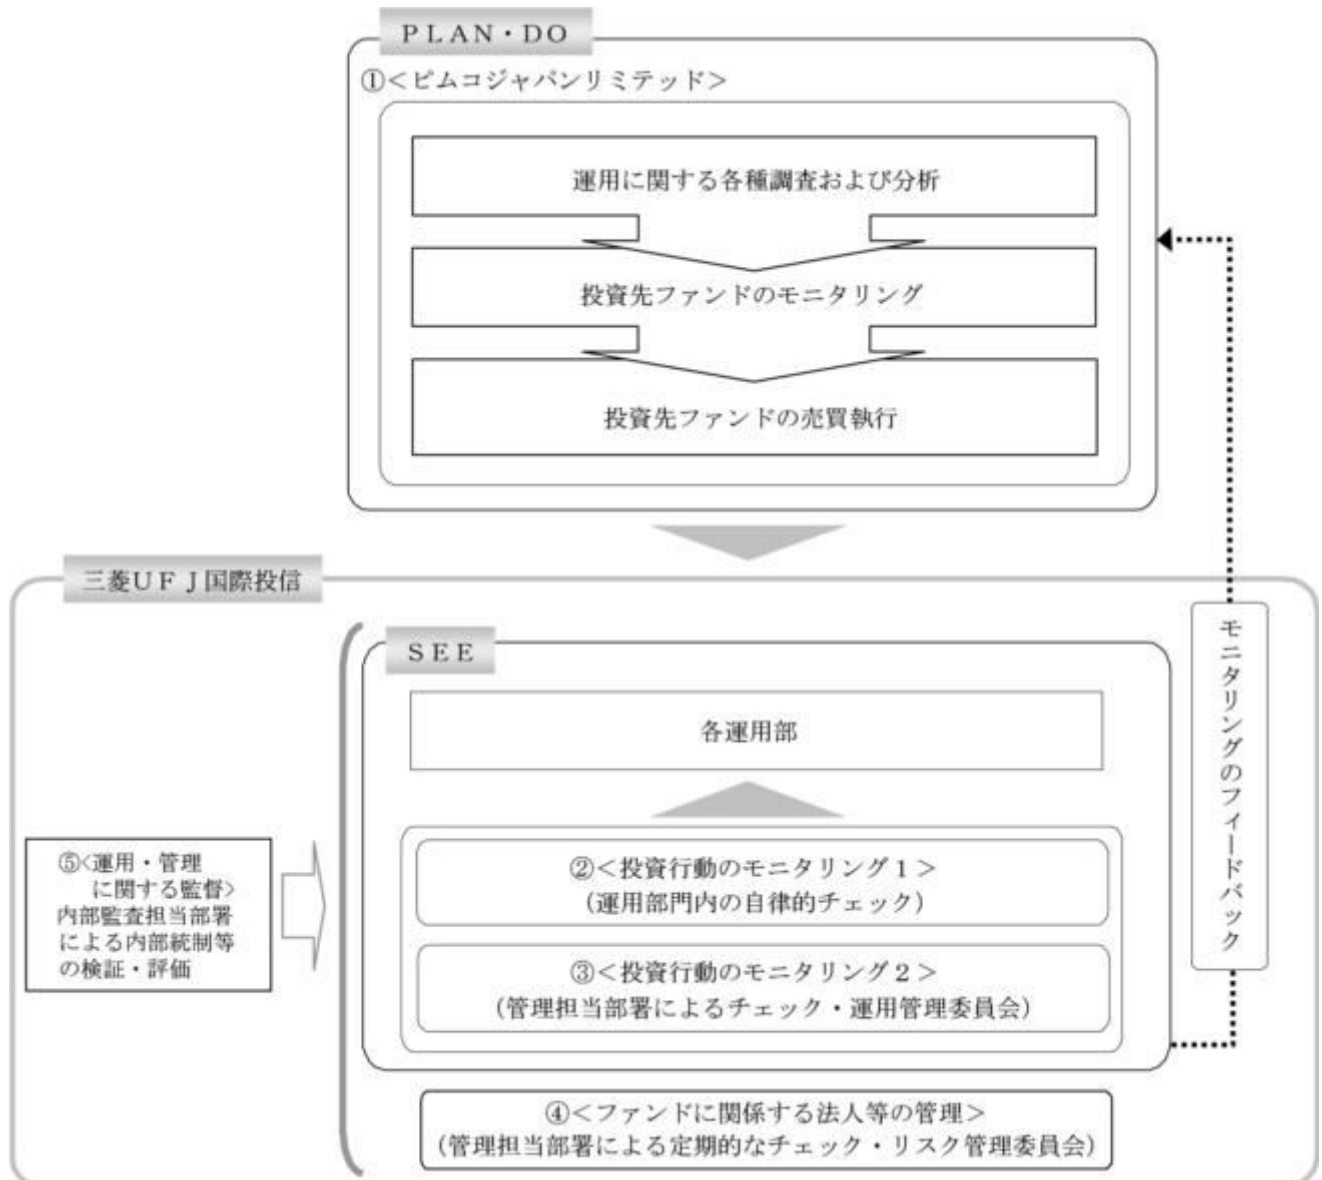 ＰＬＡＮ・ＤＯ
①＜ピムコジャパンリミテッド＞
運用に関する各種調査および分析
投資先ファンドのモニタリング
投資先ファンドの売買執行
三菱ＵＦＪ国際投信
ＳＥＥ
各運用部
②＜投資行動のモニタリング１＞
（運用部門内の自律的チェック）
③＜投資行動のモニタリング２＞
（管理担当部署によるチェック・運用管理委員会）
④＜ファンドに関係する法人等の管理＞
（管理担当部署による定期的なチェック・リスク管理委員会）
⑤<運用・管理
に関する監督>
内部監査担当部署
による内部統制等
の検証・評価
モニタリングのフィードバック